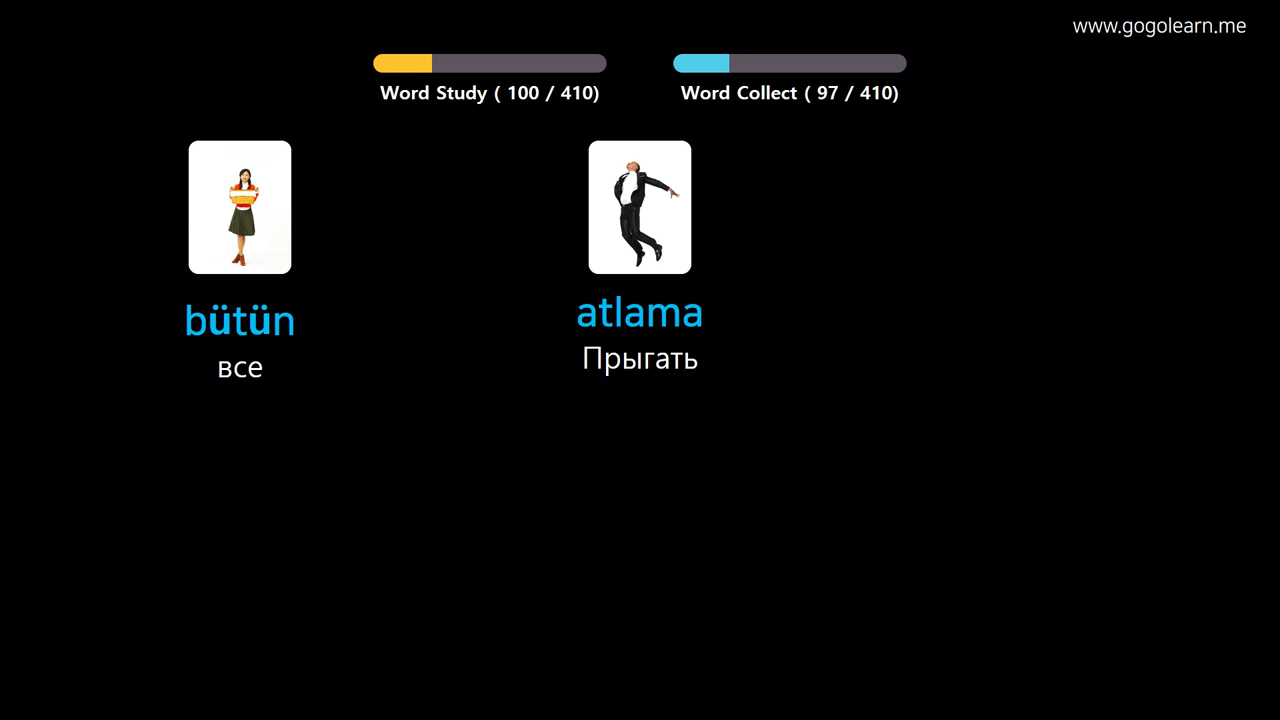 www.gogolearn.me
Word Study ( 100 / 410)
Word Collect ( 97 / 410)
bütün
все
atlama
Прыгать